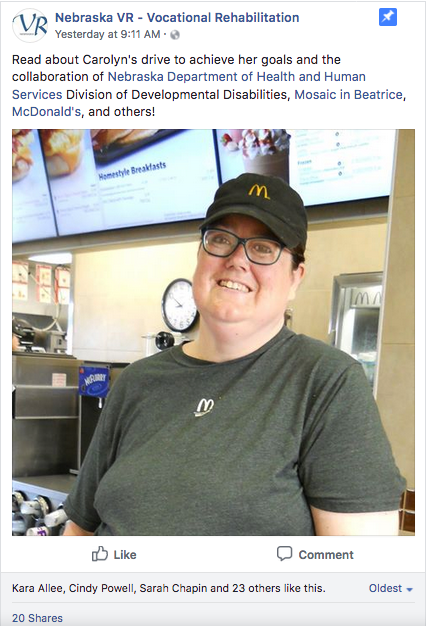 VR
Nebraska VR - Vocational Rehabilitation
Yesterday at 9:11 AM ·
Read about Carolyn's drive to achieve her goals and the
collaboration of Nebraska Department of Health and Human
Services Division of Developmental Disabilities, Mosaic in Beatrice,
McDonald's, and others!
Homestyle Breakfasts
M
McFLURRY
M
Like
Comment
Kara Allee, Cindy Powell, Sarah Chapin and 23 others like this.
Oldest
20 Shares